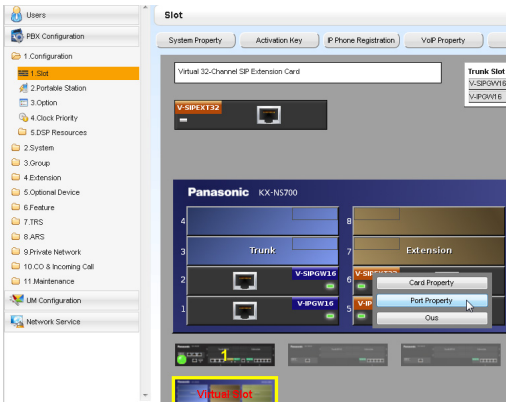 Users
PBX Configuration
1.Configuration
1.Slot
2.Portable Station
3.Option
4.Clock Priority
5.DSP Resources
2.System
3.Group
4.Extension
5.Optional Device
6.Feature
7.TRS
8.ARS
9.Private Network
10.CO & Incoming Call
11.Maintenance
UM Configuration
Network Service
Slot
System Property
Activation Key
IP Phone Registration
VoIP Property
Virtual 32-Channel SIP Extension Card
Trunk Slot
V-SIPGW16
V-IPGW16
V-SIPEXT32
Panasonic KX-NS700
4
8
3 Trunk
7 Extension
2 V-SIPGW16
6
1 V-IPGW16
5
Card Property
Port Property
Ous
1
Virtual Slot